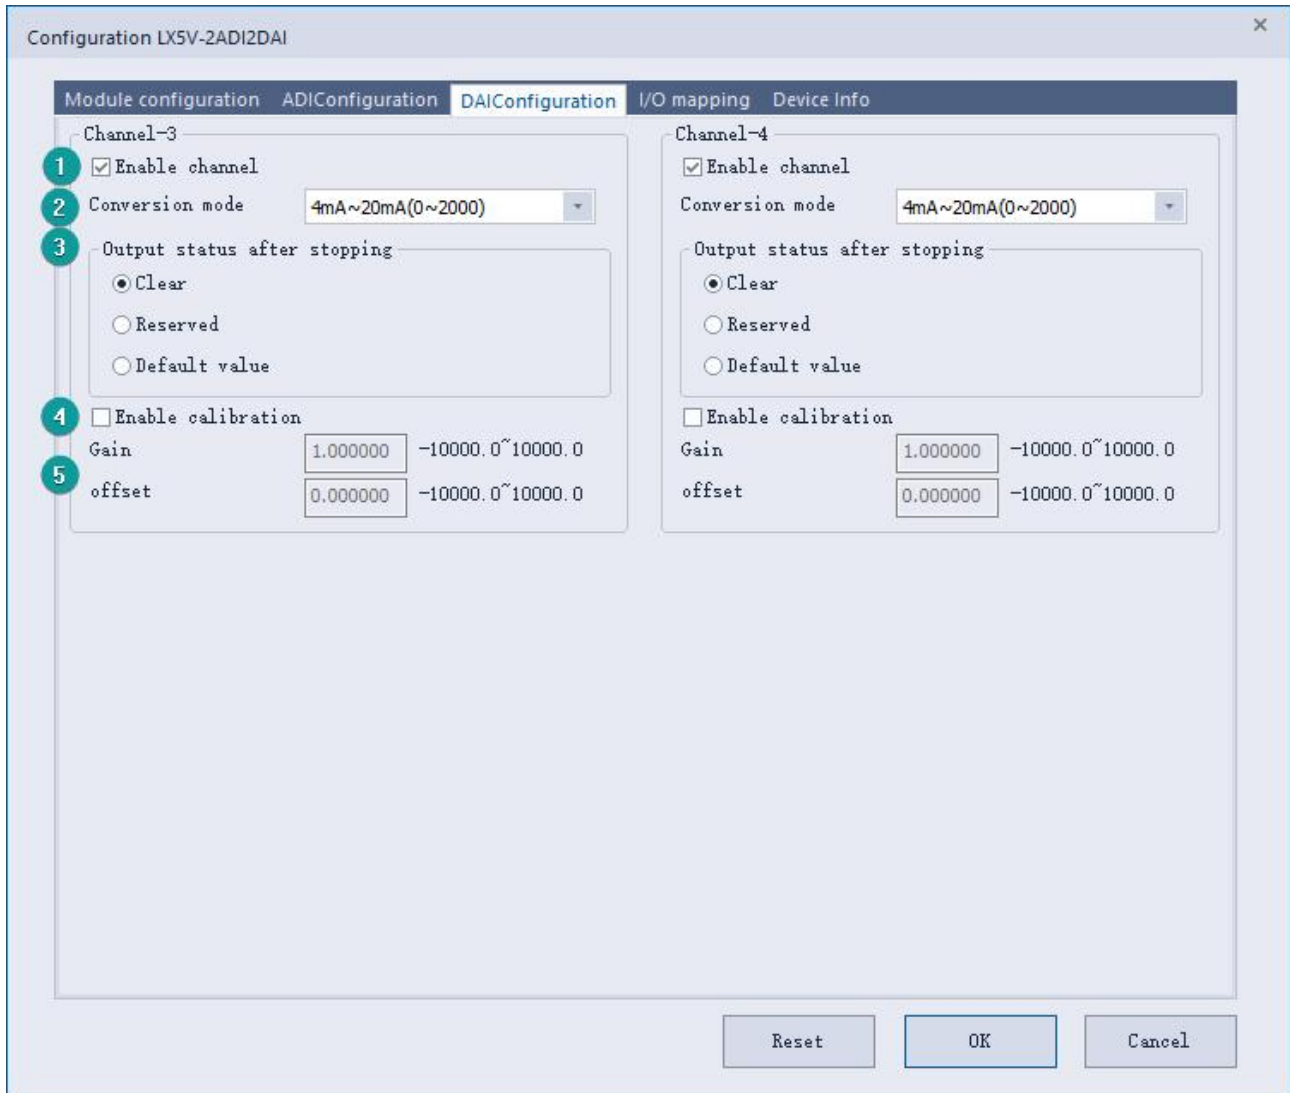 Configuration LX5V-2ADI2DAI
×
Module configuration ADIConfiguration DAIConfiguration I/O mapping Device Info
Channel-3
1 Enable channel
2 Conversion mode 4mA~20mA(0~2000)
3 Output status after stopping
Clear
Reserved
Default value
4 Enable calibration
Gain 1.000000 -10000.0~10000.0
5
offset 0.000000 -10000.0~10000.0
Channel-4
Enable channel
Conversion mode 4mA~20mA(0~2000)
Output status after stopping
Clear
Reserved
Default value
Enable calibration
Gain 1.000000 -10000.0~10000.0
offset 0.000000 -10000.0~10000.0
Reset OK Cancel